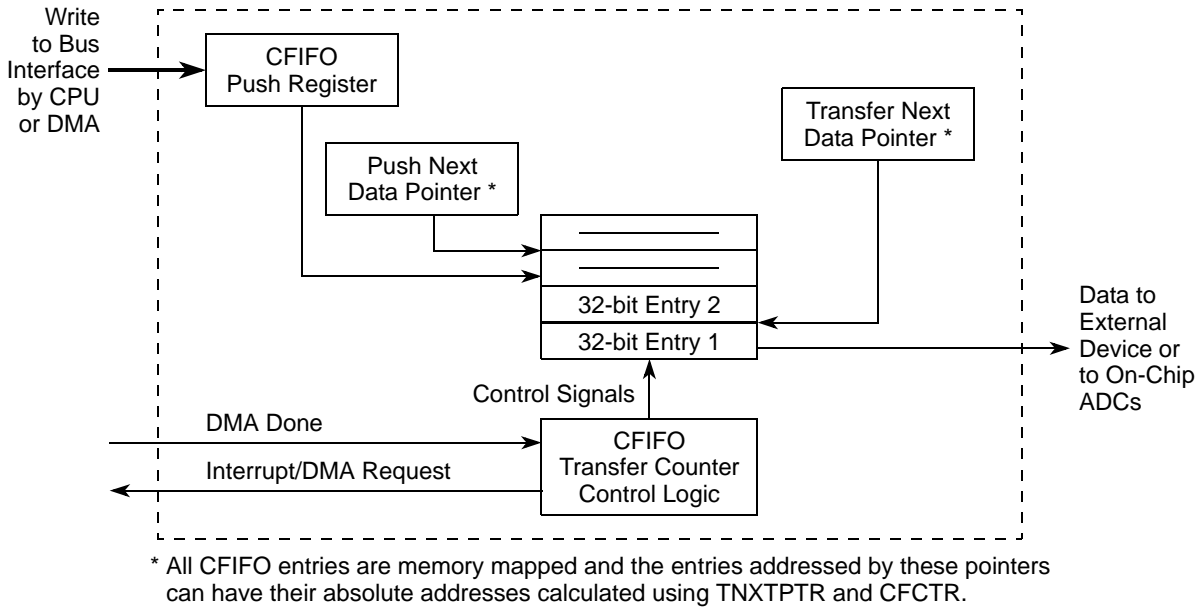 Write
to Bus
Interface
by CPU
or DMA
CFIFO
Push Register
Transfer Next
Data Pointer *
Push Next
Data Pointer *
32-bit Entry 2
32-bit Entry 1
Data to
External
Device or
to On-Chip
ADCs
Control Signals
DMA Done
CFIFO
Transfer Counter
Control Logic
Interrupt/DMA Request
* All CFIFO entries are memory mapped and the entries addressed by these pointers
can have their absolute addresses calculated using TNXTPTR and CFCTR.